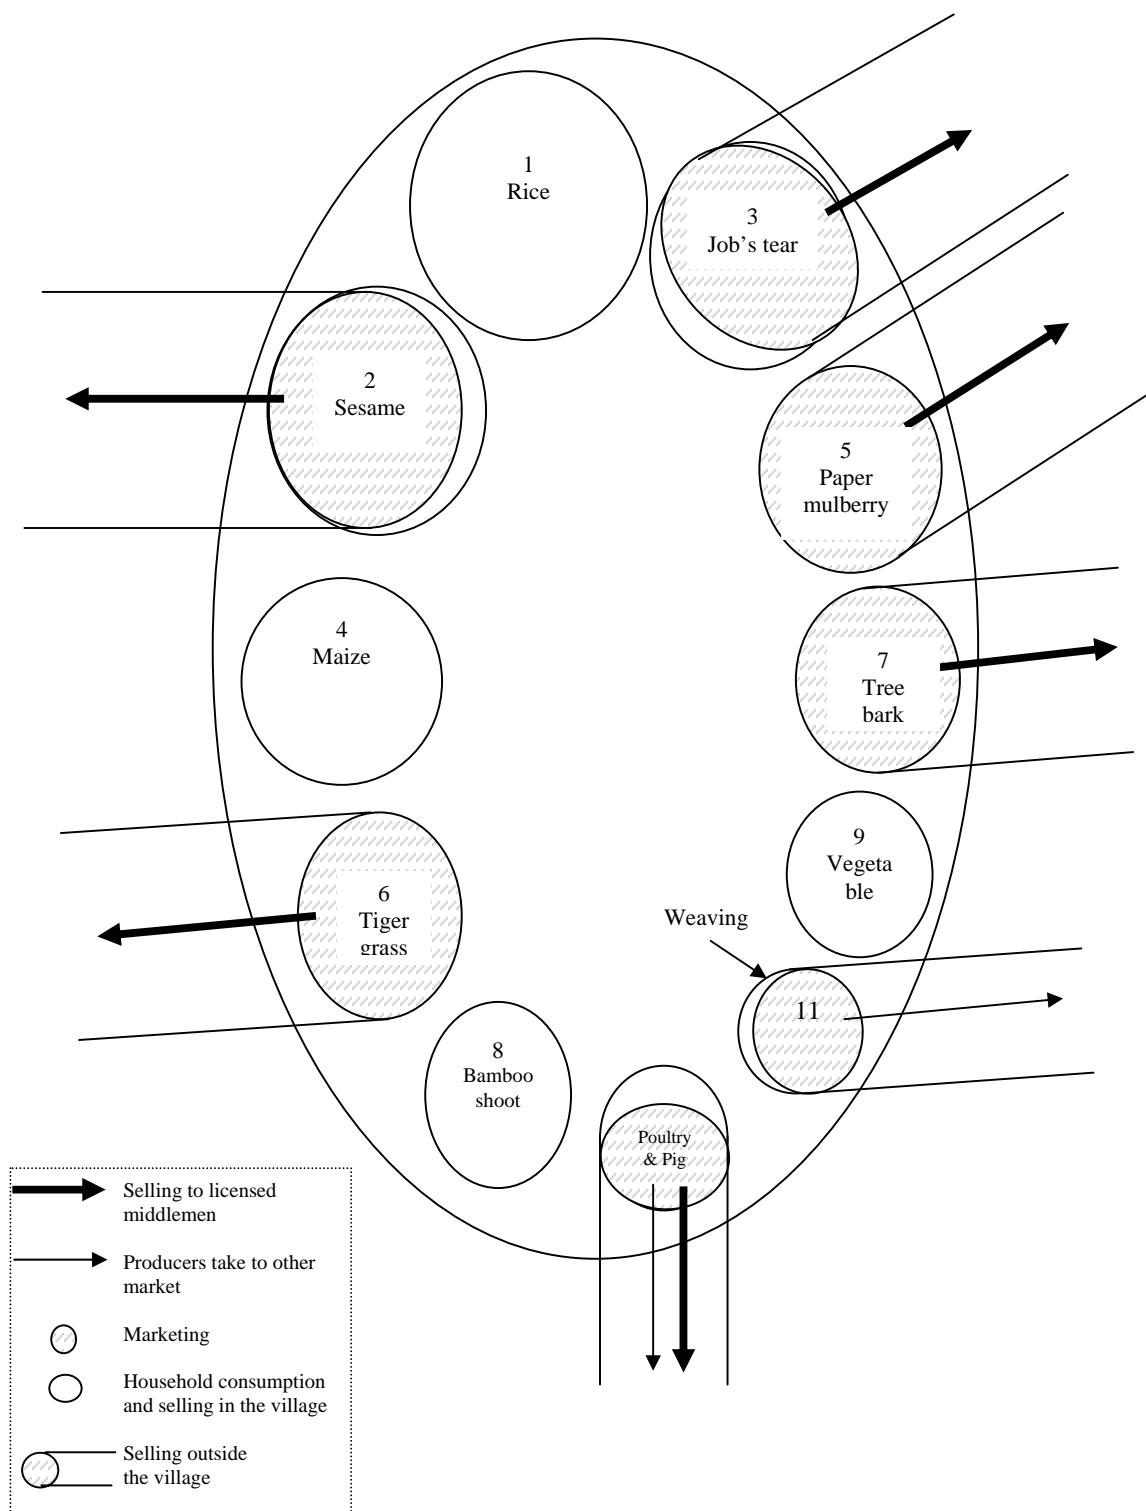 1
Rice
3
Job's tear
2
Sesame
5
Paper
mulberry
4
Maize
7
Tree
bark
6
Tiger
grass
9
Vegeta
ble
Weaving
11
8
Bamboo
shoot
Poultry
& Pig
Selling to licensed
middlemen
Producers take to other
market
Marketing
Household consumption
and selling in the village
Selling outside
the village